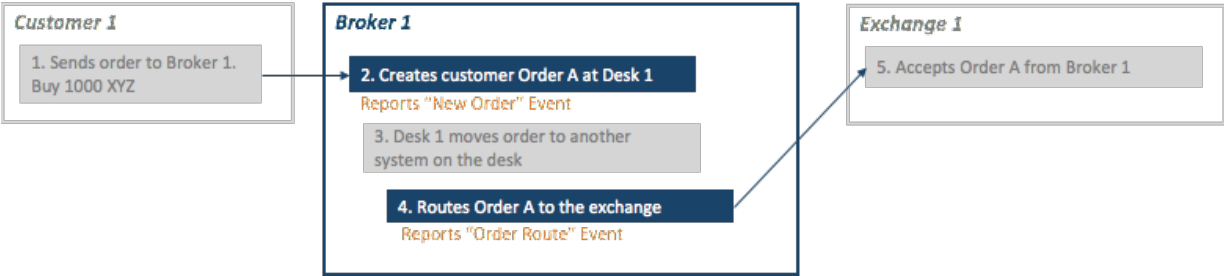 Customer 1
1. Sends order to Broker 1.
Buy 1000 XYZ
Broker 1
2. Creates customer Order A at Desk 1
Reports “New Order” Event
3. Desk 1 moves order to another
system on the desk
4. Routes Order A to the exchange
Reports “Order Route” Event
Exchange 1
5. Accepts Order A from Broker 1